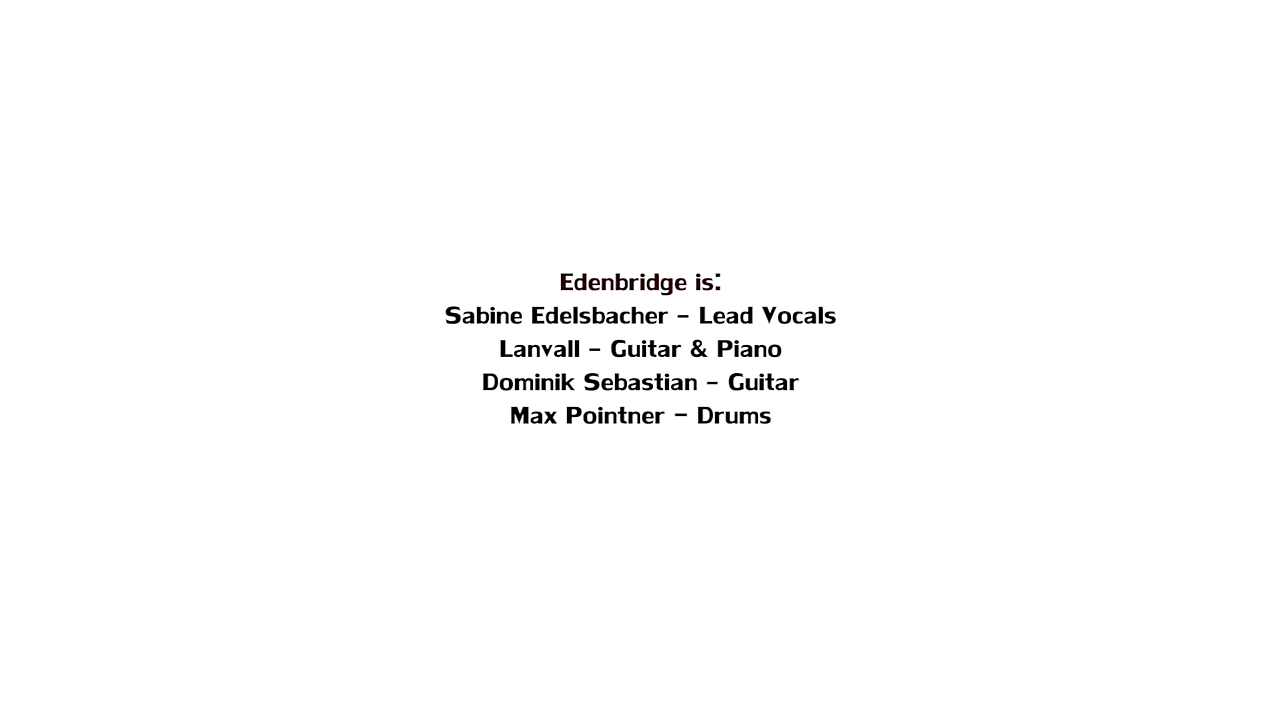 Edenbridge is:
Sabine Edelsbacher - Lead Vocals
Lanvall - Guitar & Piano
Dominik Sebastian - Guitar
Max Pointner - Drums